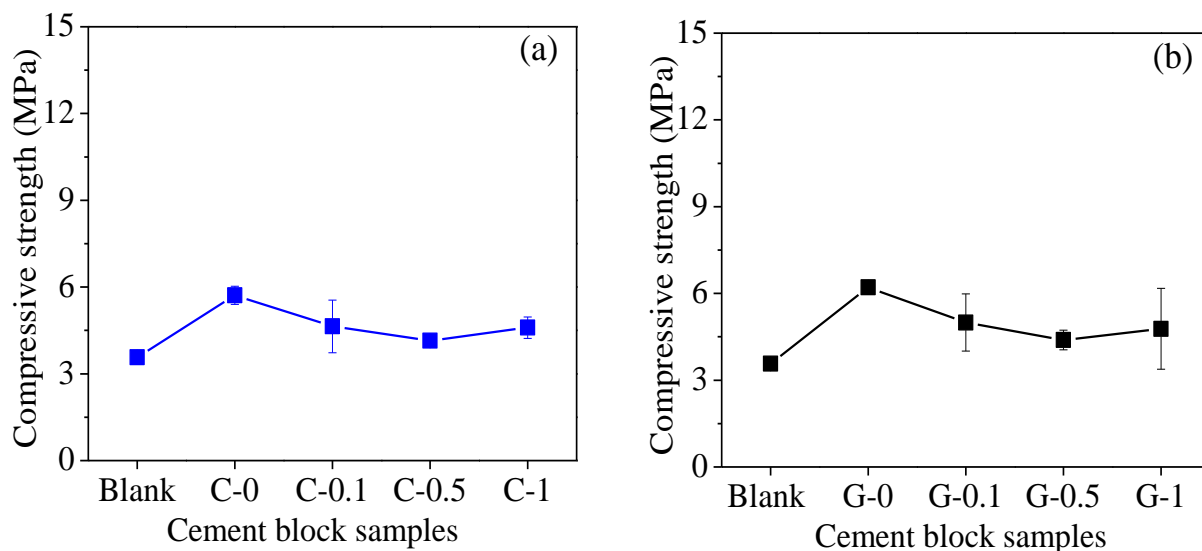 (a)
Compressive strength (MPa)
15
12
9
6
3
0
Blank C-0 C-0.1 C-0.5 C-1
Cement block samples
(b)
Compressive strength (MPa)
15
12
9
6
3
0
Blank G-0 G-0.1 G-0.5 G-1
Cement block samples